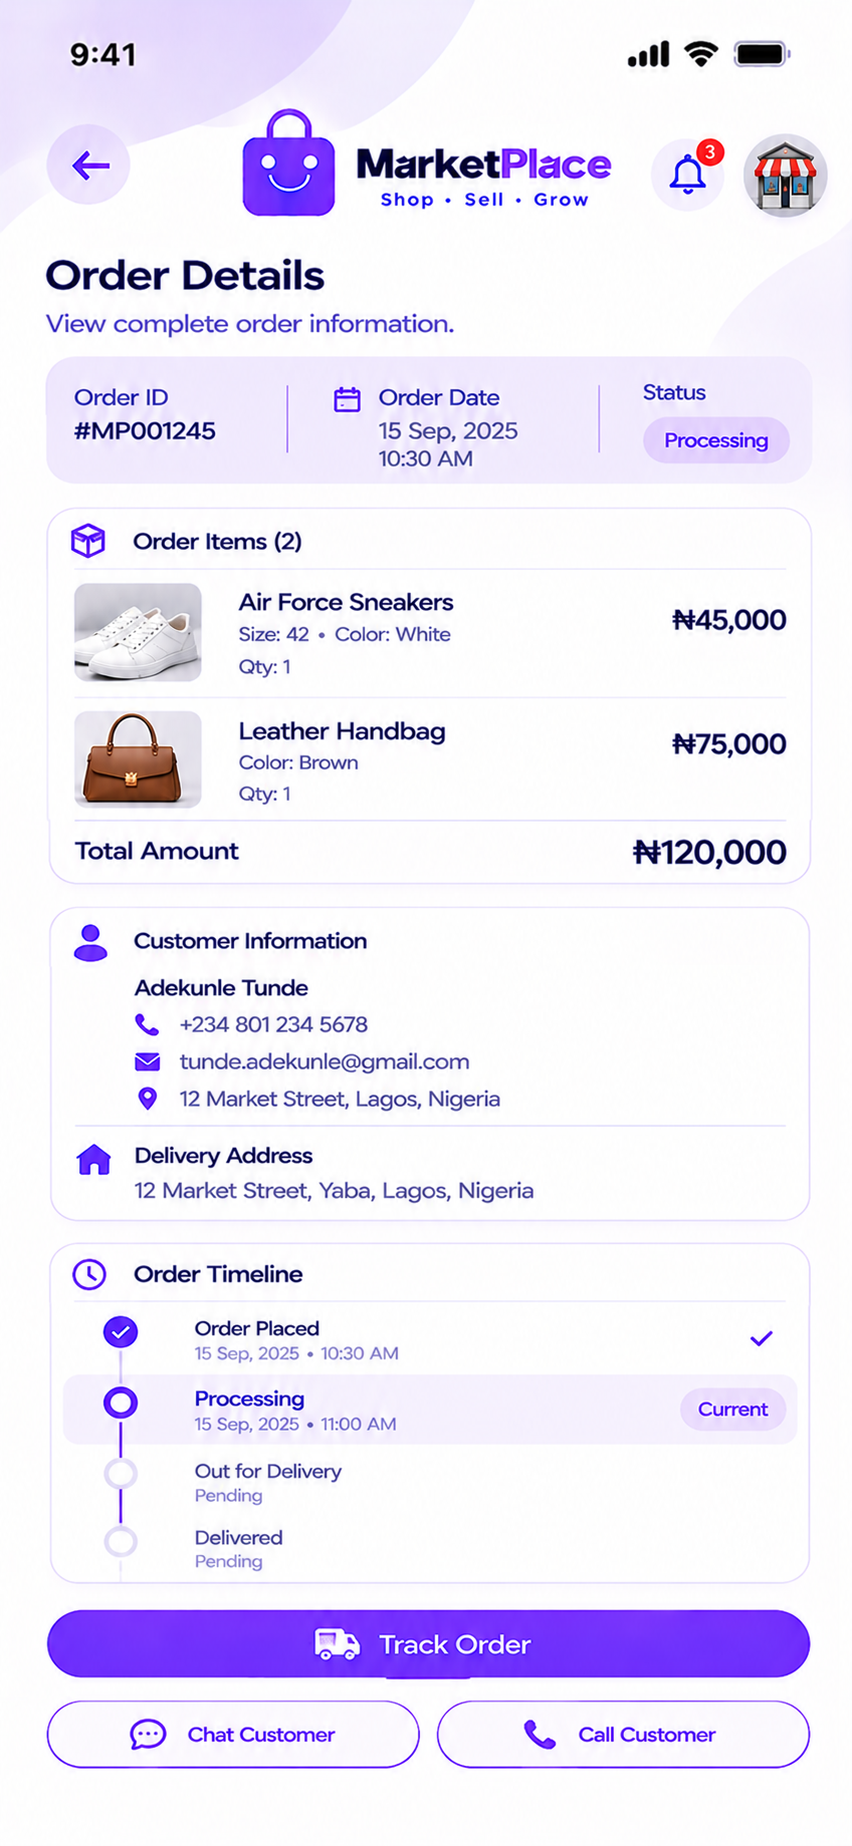 9:41
MarketPlace
Shop • Sell • Grow
3
Order Details
View complete order information.
Order ID
#MP001245
Order Date
15 Sep, 2025
10:30 AM
Status
Processing
Order Items (2)
Air Force Sneakers
Size: 42 • Color: White
Qty: 1
₦45,000
Leather Handbag
Color: Brown
Qty: 1
₦75,000
Total Amount
₦120,000
Customer Information
Adekunle Tunde
+234 801 234 5678
tunde.adekunle@gmail.com
12 Market Street, Lagos, Nigeria
Delivery Address
12 Market Street, Yaba, Lagos, Nigeria
Order Timeline
Order Placed
15 Sep, 2025 • 10:30 AM
Processing
15 Sep, 2025 • 11:00 AM
Current
Out for Delivery
Pending
Delivered
Pending
Track Order
Chat Customer
Call Customer